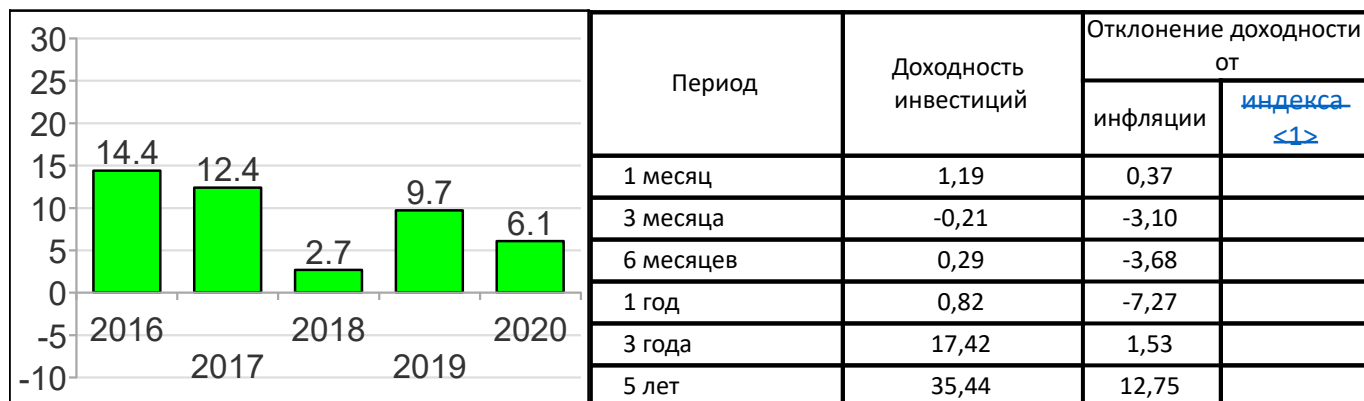 30
25
20
15
10
5
0
-5
-10
14.4
12.4
2.7
9.7
6.1
2016
2017
2018
2019
2020
Период
Доходность
инвестиций
Отклонение доходности
от
инфляции
индекса
<1>
1 месяц 1,19 0,37
3 месяца -0,21 -3,10
6 месяцев 0,29 -3,68
1 год 0,82 -7,27
3 года 17,42 1,53
5 лет 35,44 12,75